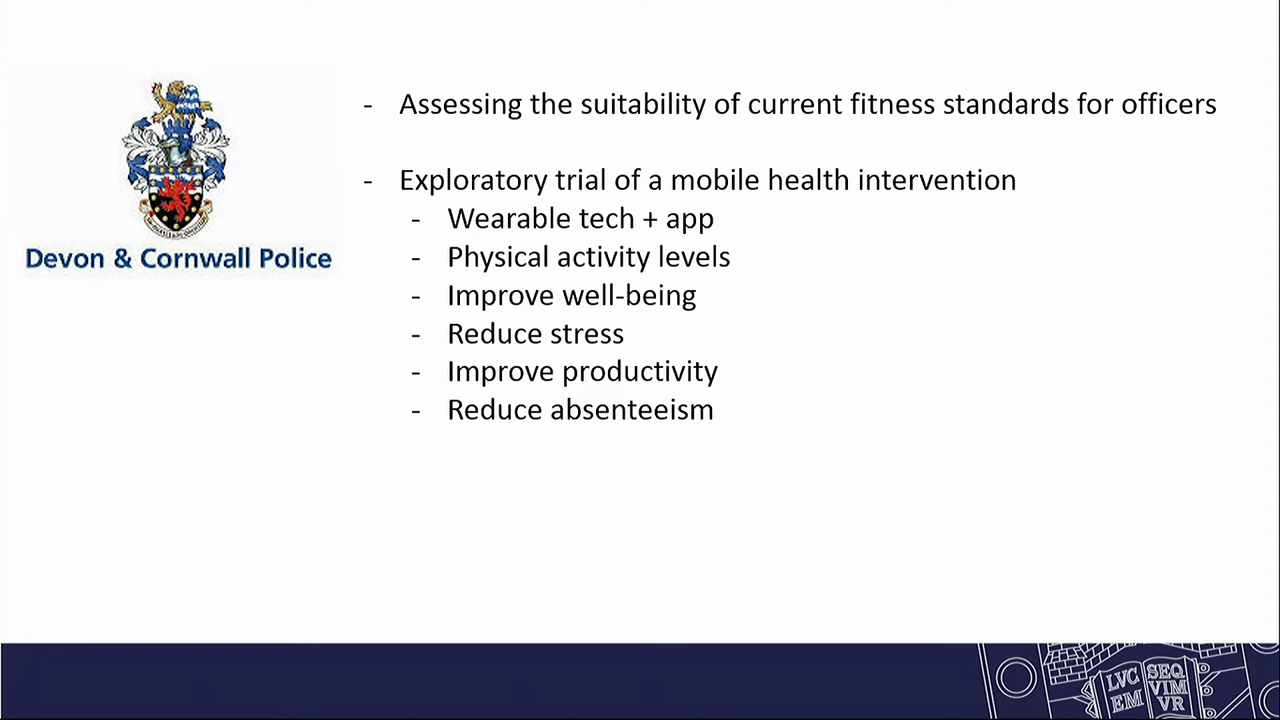 Devon & Cornwall Police
- Assessing the suitability of current fitness standards for officers
- Exploratory trial of a mobile health intervention
- Wearable tech + app
- Physical activity levels
- Improve well-being
- Reduce stress
- Improve productivity
- Reduce absenteeism
LVC
EM
SEQ
VIM
VR